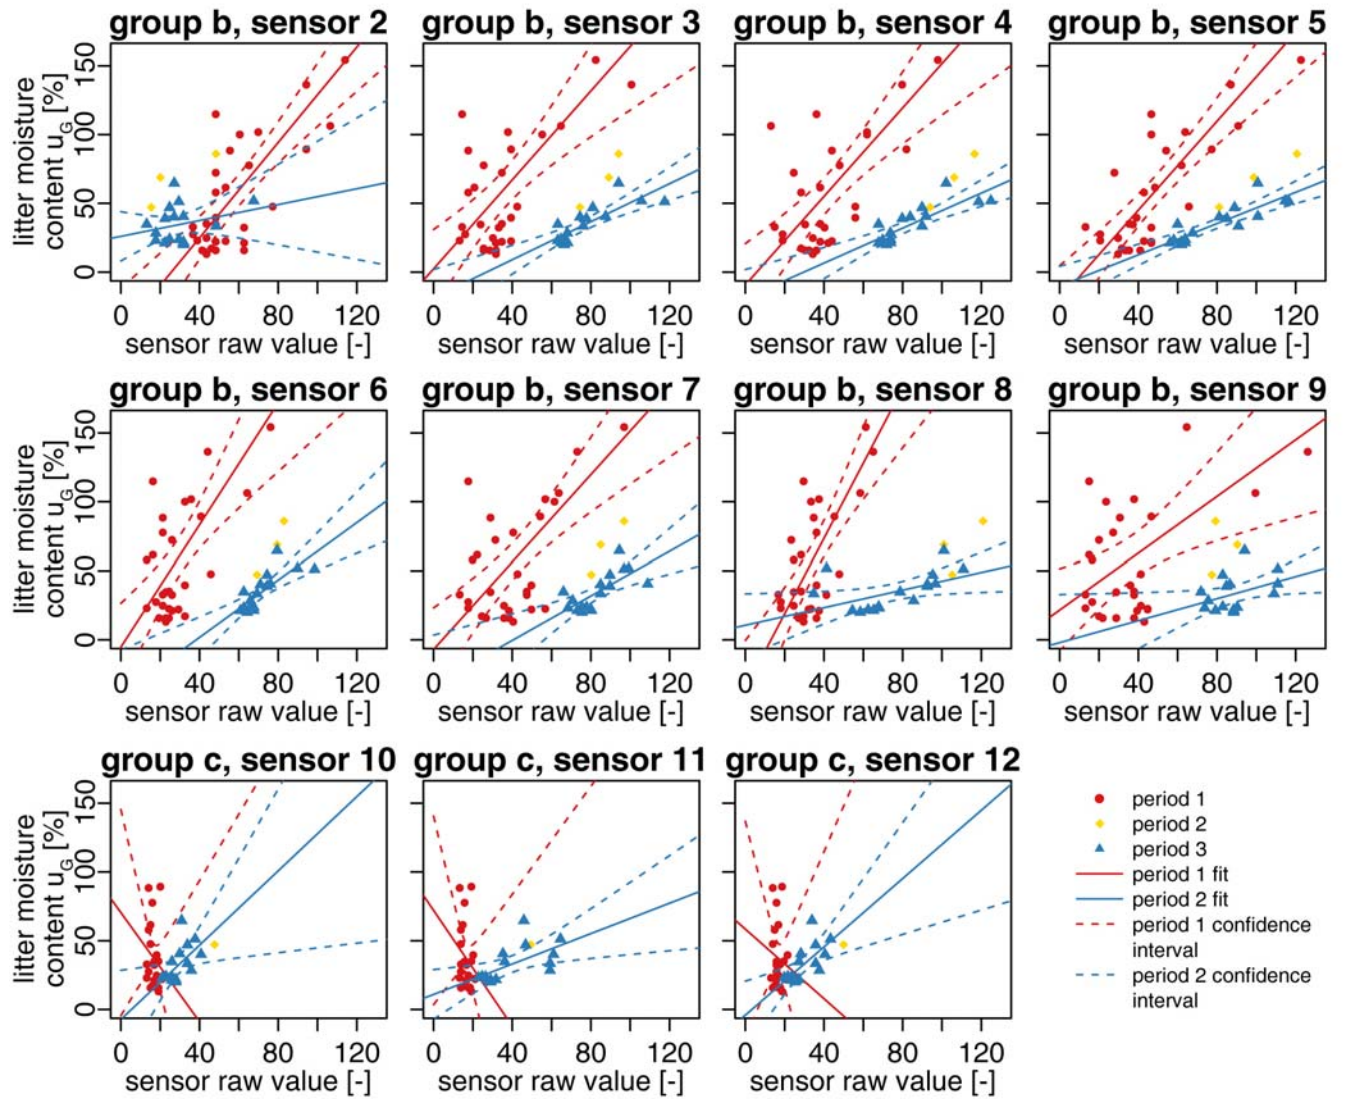 group b, sensor 2 group b, sensor 3 group b, sensor 4 group b, sensor 5
litter moisture
content u_G [%]
150
100
50
0
0 40 80 120 0 40 80 120 0 40 80 120 0 40 80 120
sensor raw value [-] sensor raw value [-] sensor raw value [-] sensor raw value [-]
group b, sensor 6 group b, sensor 7 group b, sensor 8 group b, sensor 9
litter moisture
content u_G [%]
150
100
50
0
0 40 80 120 0 40 80 120 0 40 80 120 0 40 80 120
sensor raw value [-] sensor raw value [-] sensor raw value [-] sensor raw value [-]
group c, sensor 10 group c, sensor 11 group c, sensor 12
litter moisture
content u_G [%]
150
100
50
0
0 40 80 120 0 40 80 120 0 40 80 120
sensor raw value [-] sensor raw value [-] sensor raw value [-]
period 1
period 2
period 3
period 1 fit
period 2 fit
period 1 confidence
interval
period 2 confidence
interval